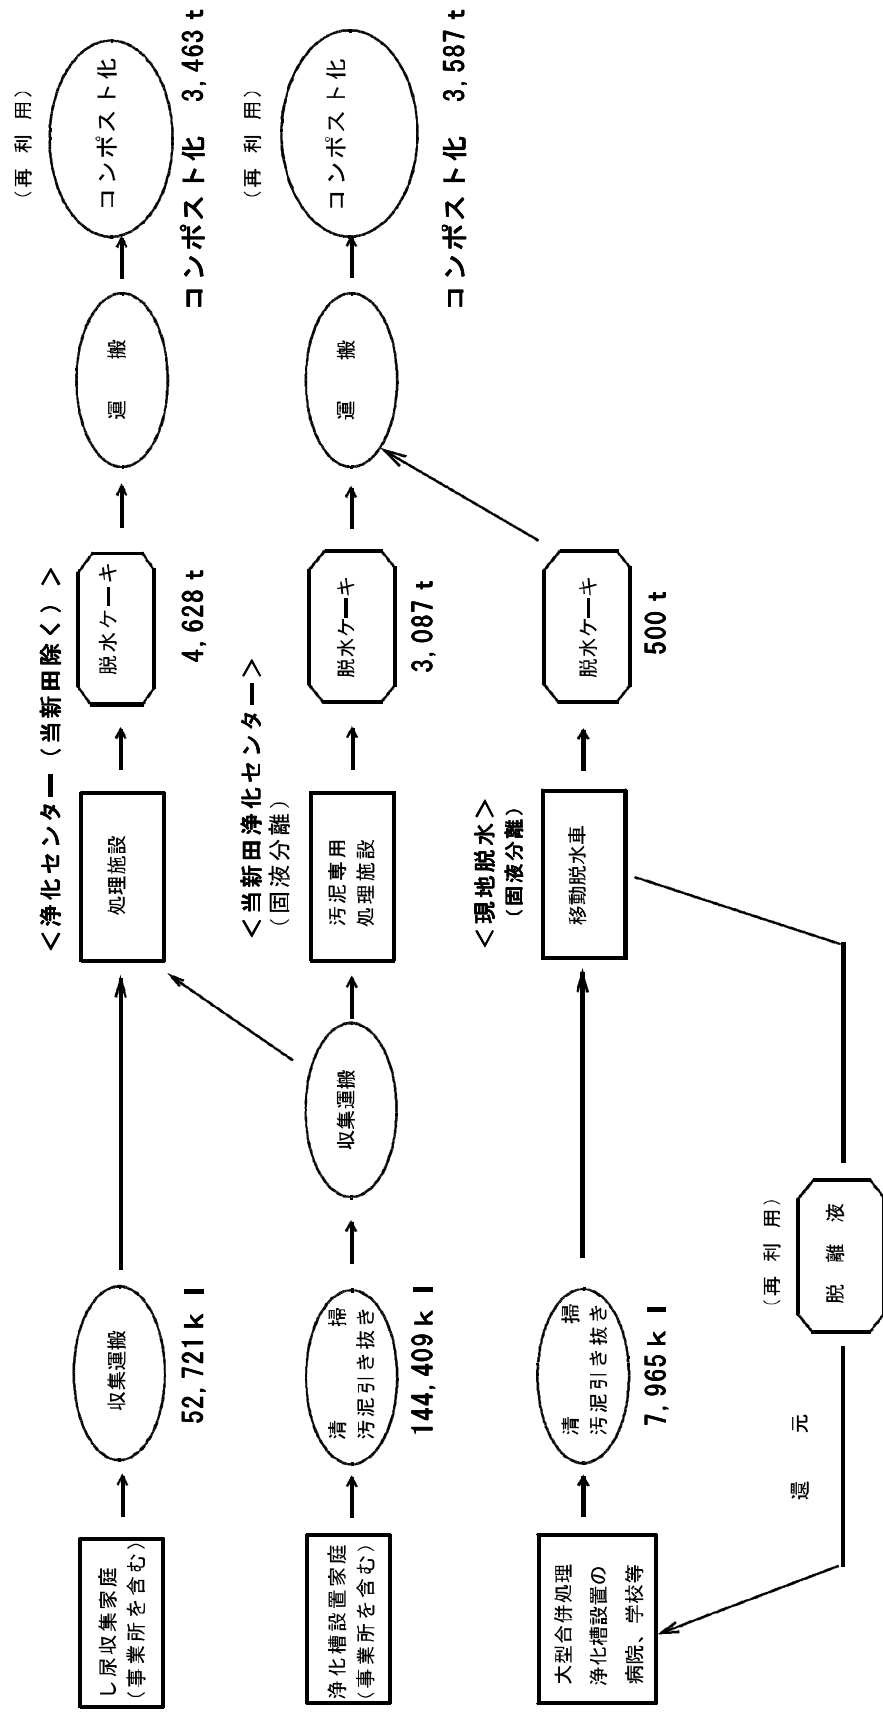 し尿収集家庭
(事業所を含む)
収集運搬
52,721kl
<浄化センター(当新田除く)>
処理施設
脱水ケーキ
4,628t
運搬
(再利用)
コンポスト化
コンポスト化 3,463t
浄化槽設置家庭
(事業所を含む)
清掃
汚泥引き抜き
144,409kl
収集運搬
<当新田浄化センター>
(固液分離)
汚泥専用
処理施設
脱水ケーキ
3,087t
運搬
(再利用)
コンポスト化
コンポスト化 3,587t
大型合併処理
浄化槽設置の
病院、学校等
清掃
汚泥引き抜き
7,965kl
<現地脱水>
(固液分離)
移動脱水車
脱水ケーキ
500t
還元
(再利用)
脱離液